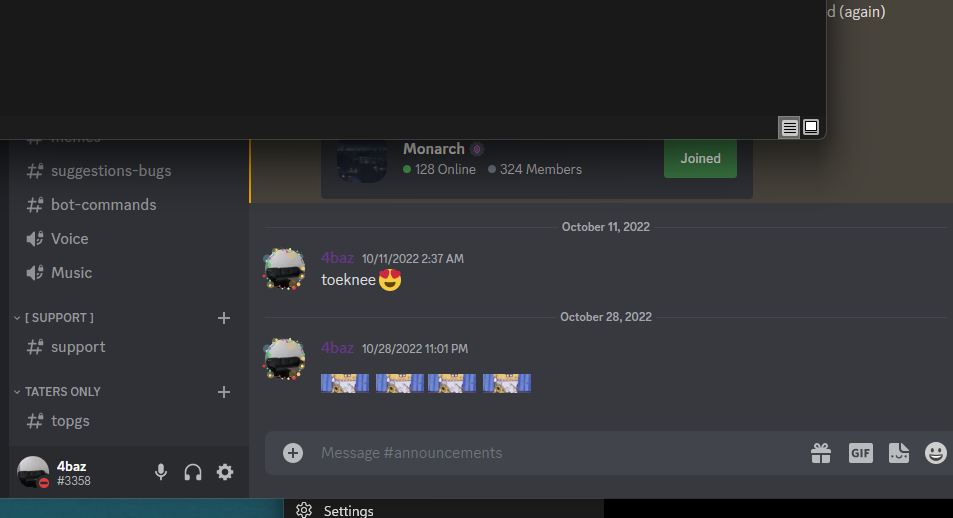 d (again)
memes
Monarch
Joined
128 Online 324 Members
suggestions-bugs
bot-commands
Voice
Music
[ SUPPORT ]
support
TATERS ONLY
topgs
4baz
#3358
October 11, 2022
4baz 10/11/2022 2:37 AM
toeknee
October 28, 2022
4baz 10/28/2022 11:01 PM
Message #announcements
GIF
Settings